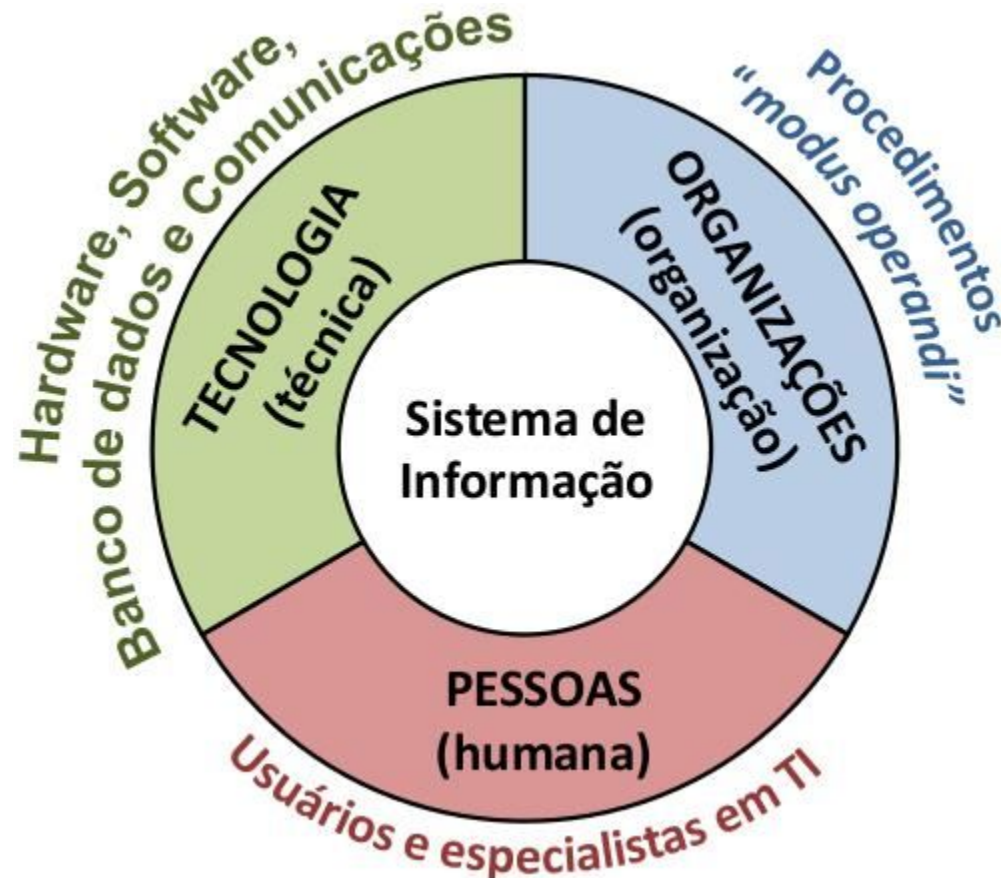 Hardware, Software,
Banco de dados e Comunicações
TECNOLOGIA
(técnica)
Procedimentos
“modus operandi”
ORGANIZAÇÕES
(organização)
Sistema de
Informação
PESSOAS
(humana)
Usuários e especialistas em TI